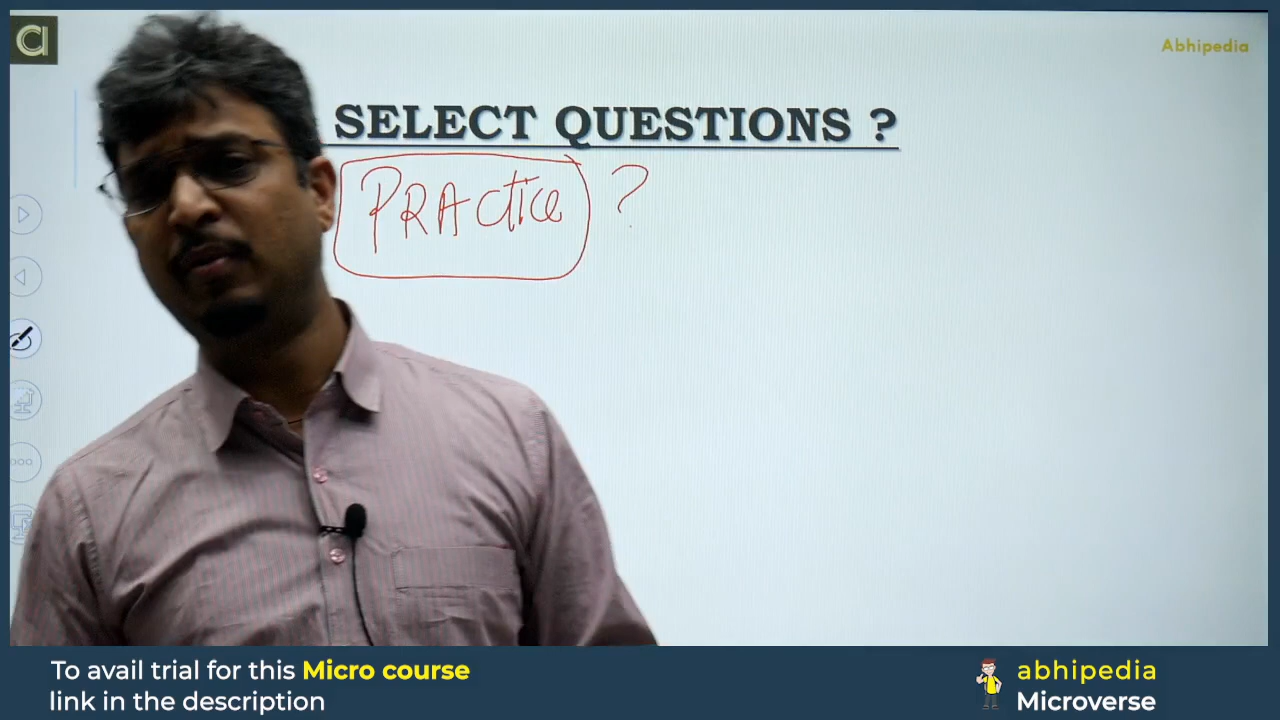 a
Abhipedia
SELECT QUESTIONS ?
PRActice ?
To avail trial for this Micro course
link in the description
abhipedia
Microverse